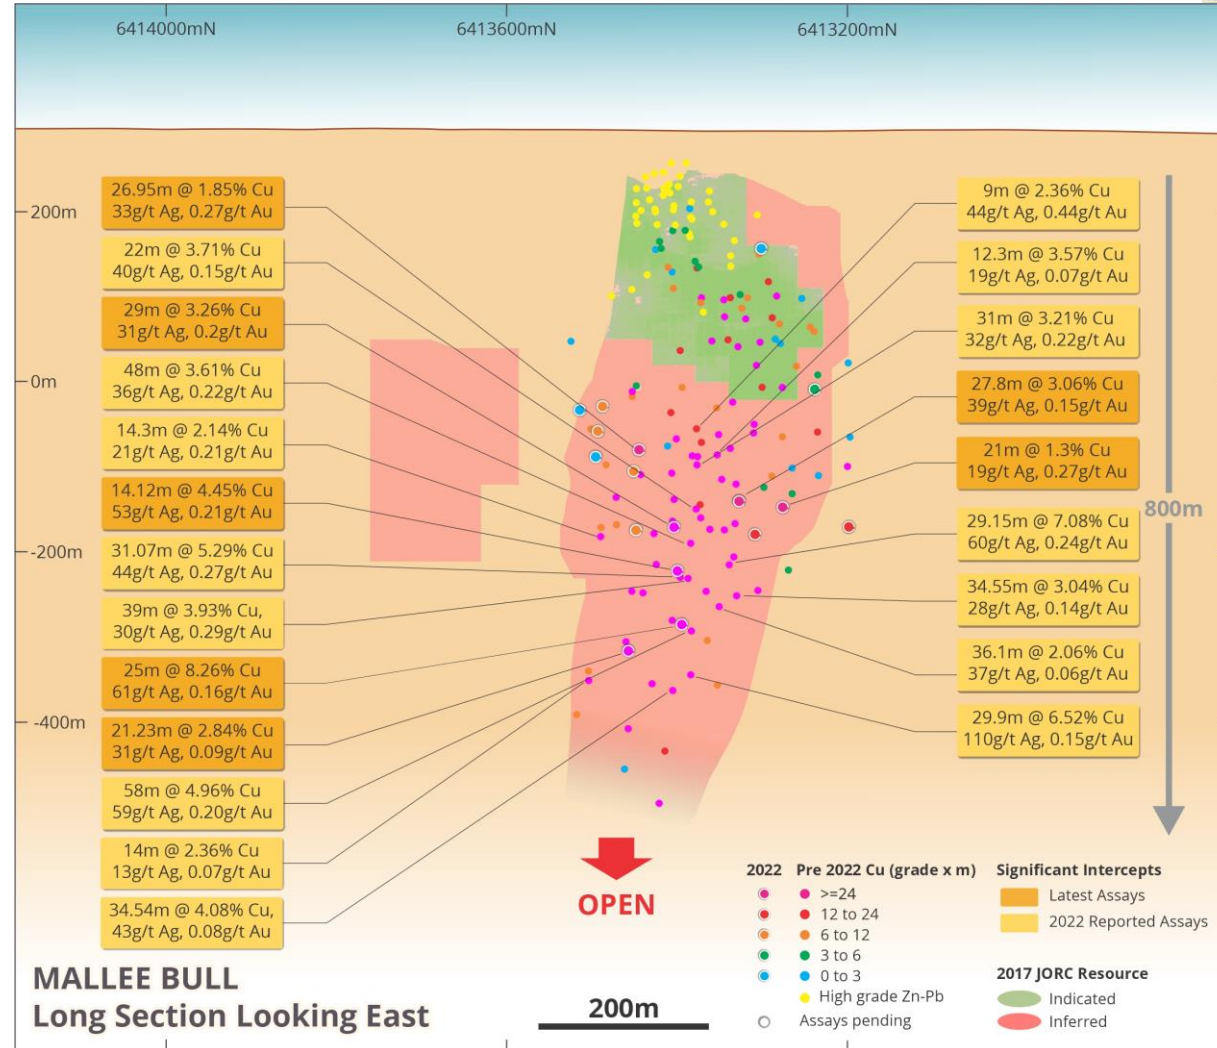 6414000mN
6413600mN
6413200mN
200m
0m
-200m
-400m
26.95m @ 1.85% Cu
33g/t Ag, 0.27g/t Au
22m @ 3.71% Cu
40g/t Ag, 0.15g/t Au
29m @ 3.26% Cu
31g/t Ag, 0.2g/t Au
48m @ 3.61% Cu
36g/t Ag, 0.22g/t Au
14.3m @ 2.14% Cu
21g/t Ag, 0.21g/t Au
14.12m @ 4.45% Cu
53g/t Ag, 0.21g/t Au
31.07m @ 5.29% Cu
44g/t Ag, 0.27g/t Au
39m @ 3.93% Cu,
30g/t Ag, 0.29g/t Au
25m @ 8.26% Cu
61g/t Ag, 0.16g/t Au
21.23m @ 2.84% Cu
31g/t Ag, 0.09g/t Au
58m @ 4.96% Cu
59g/t Ag, 0.20g/t Au
14m @ 2.36% Cu
13g/t Ag, 0.07g/t Au
34.54m @ 4.08% Cu,
43g/t Ag, 0.08g/t Au
9m @ 2.36% Cu
44g/t Ag, 0.44g/t Au
12.3m @ 3.57% Cu
19g/t Ag, 0.07g/t Au
31m @ 3.21% Cu
32g/t Ag, 0.22g/t Au
27.8m @ 3.06% Cu
39g/t Ag, 0.15g/t Au
21m @ 1.3% Cu
19g/t Ag, 0.27g/t Au
29.15m @ 7.08% Cu
60g/t Ag, 0.24g/t Au
34.55m @ 3.04% Cu
28g/t Ag, 0.14g/t Au
36.1m @ 2.06% Cu
37g/t Ag, 0.06g/t Au
29.9m @ 6.52% Cu
110g/t Ag, 0.15g/t Au
800m
OPEN
2022 Pre 2022 Cu (grade x m)
>=24
12 to 24
6 to 12
3 to 6
0 to 3
High grade Zn-Pb
Assays pending
Significant Intercepts
Latest Assays
2022 Reported Assays
2017 JORC Resource
Indicated
Inferred
MALLEE BULL
Long Section Looking East
200m